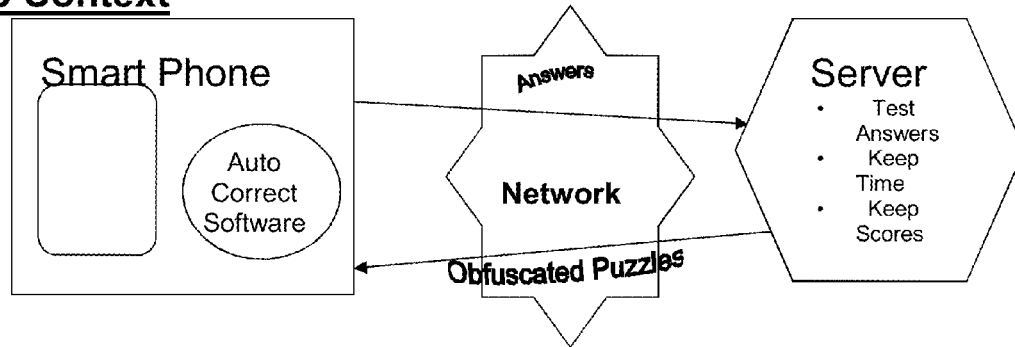 Context
Smart Phone
Auto
Correct
Software
Answers
Network
Obfuscated Puzzles
Server
• Test
Answers
• Keep
Time
• Keep
Scores